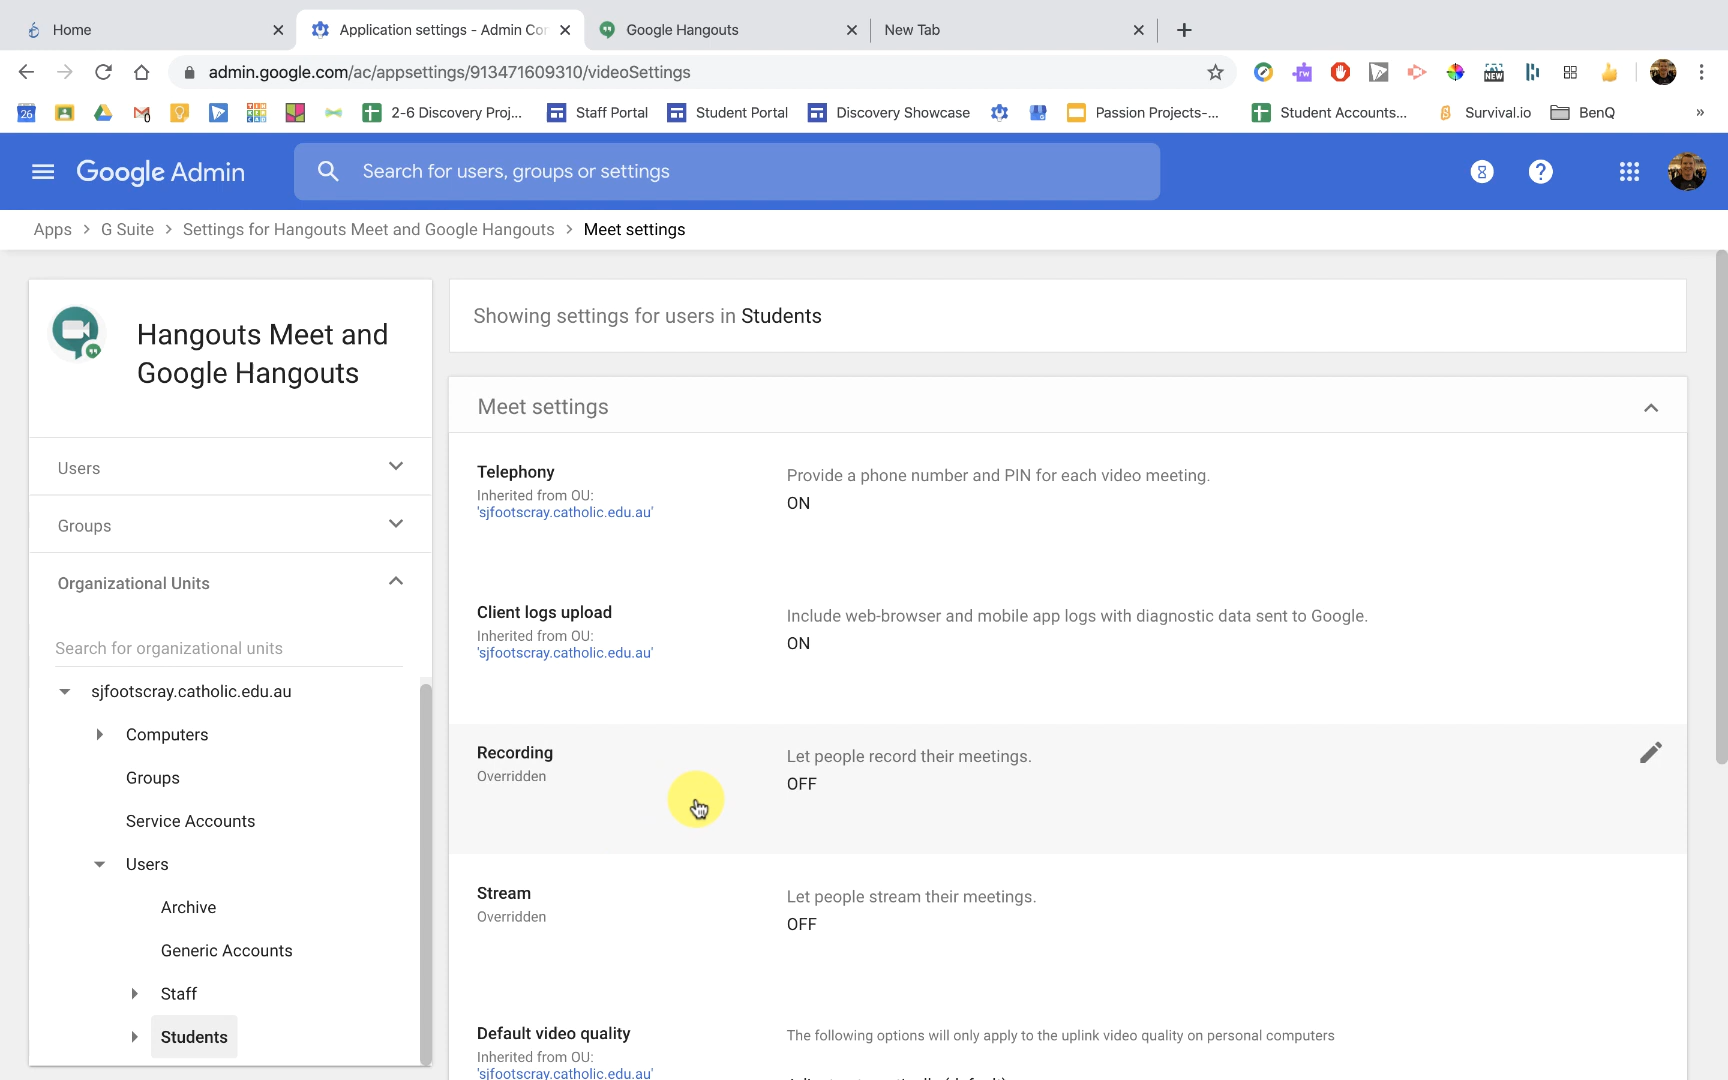 Home
Application settings - Admin Con
Google Hangouts
New Tab
admin.google.com/ac/appsettings/913471609310/videoSettings
rw
NEW
26
2-6 Discovery Proj...
Staff Portal
Student Portal
Discovery Showcase
Passion Projects-...
Student Accounts...
Survival.io
BenQ
»
Google Admin
Search for users, groups or settings
Apps > G Suite > Settings for Hangouts Meet and Google Hangouts > Meet settings
Hangouts Meet and
Google Hangouts
Users
Groups
Organizational Units
Search for organizational units
sjfootscray.catholic.edu.au
Computers
Groups
Service Accounts
Users
Archive
Generic Accounts
Staff
Students
Showing settings for users in Students
Meet settings
Telephony
Inherited from OU:
'sjfootscray.catholic.edu.au'
Provide a phone number and PIN for each video meeting.
ON
Client logs upload
Inherited from OU:
'sjfootscray.catholic.edu.au'
Include web-browser and mobile app logs with diagnostic data sent to Google.
ON
Recording
Overridden
Let people record their meetings.
OFF
Stream
Overridden
Let people stream their meetings.
OFF
Default video quality
Inherited from OU:
'sjfootscray.catholic.edu.au'
The following options will only apply to the uplink video quality on personal computers